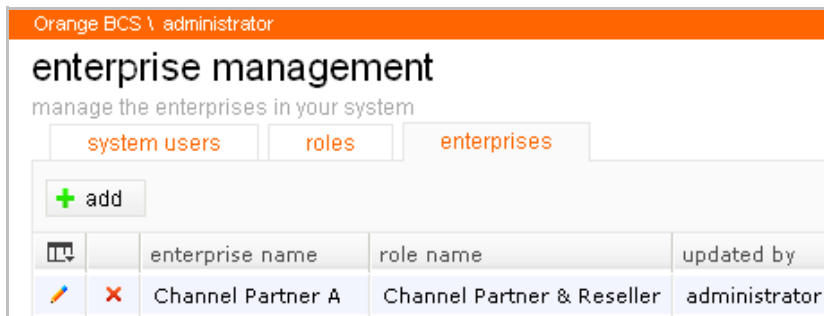 Orange BCS \ administrator
enterprise management
manage the enterprises in your system
system users roles enterprises
add
enterprise name role name updated by
Channel Partner A Channel Partner & Reseller administrator